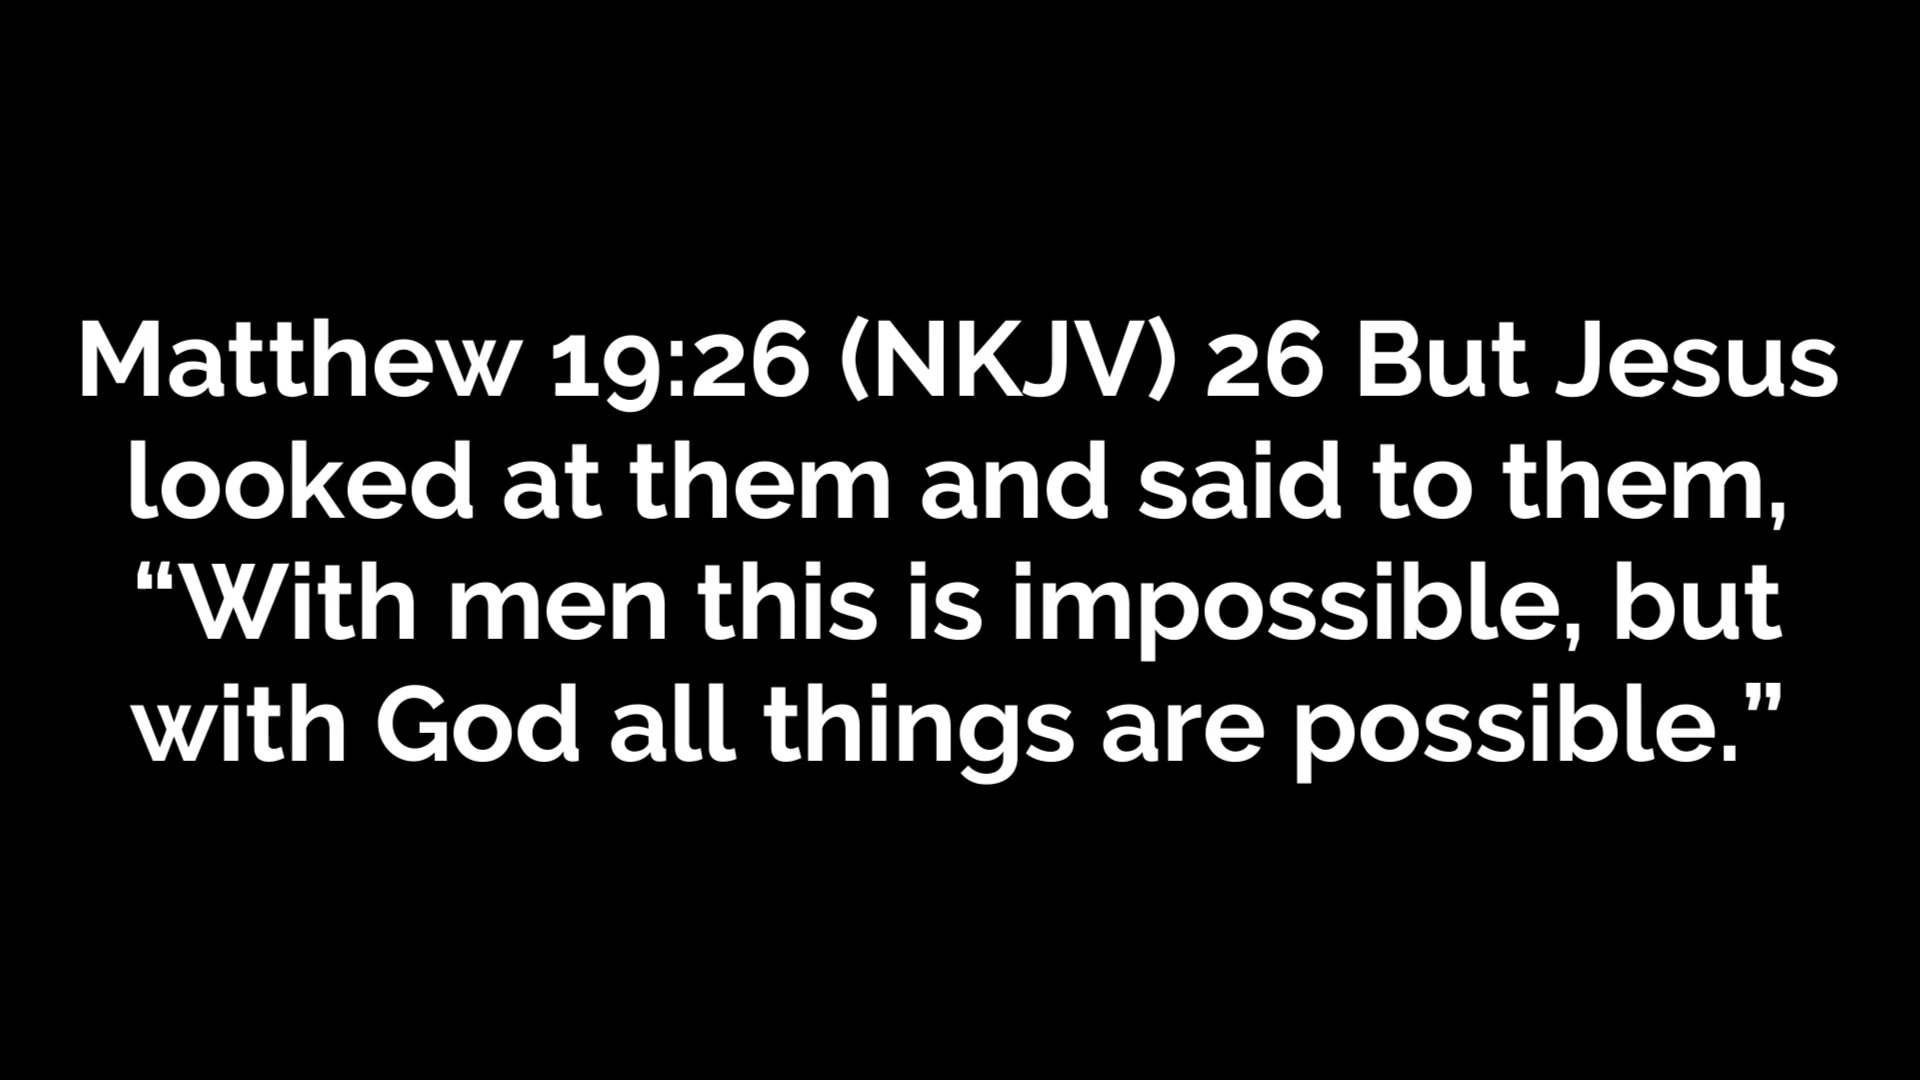 Matthew 19:26 (NKJV) 26 But Jesus
looked at them and said to them,
“With men this is impossible, but
with God all things are possible.”